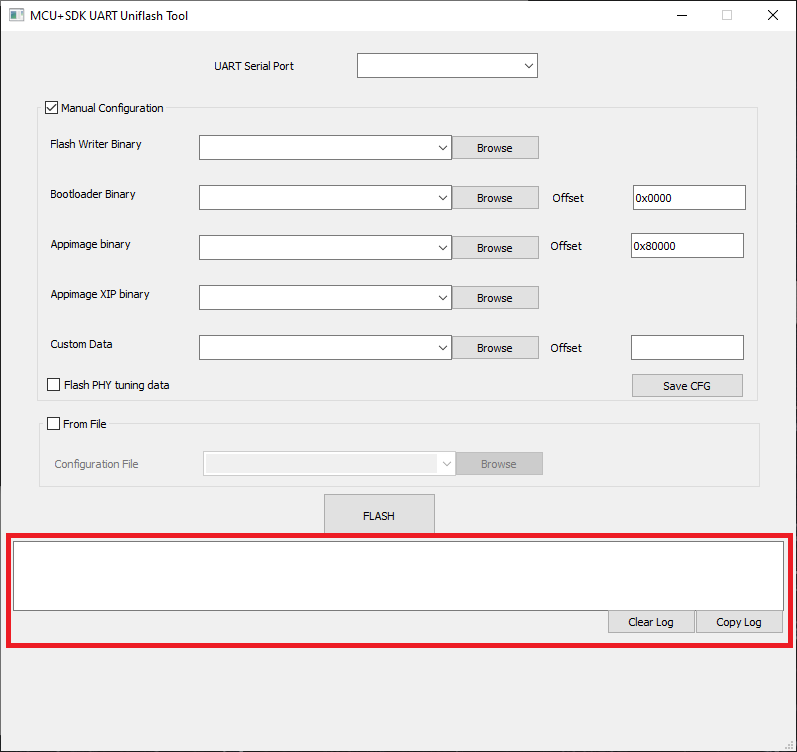 MCU+SDK UART Uniflash Tool
UART Serial Port
Manual Configuration
Flash Writer Binary Browse
Bootloader Binary Browse Offset 0x0000
Appimage binary Browse Offset 0x80000
Appimage XIP binary Browse
Custom Data Browse Offset
Flash PHY tuning data Save CFG
From File
Configuration File Browse
FLASH
Clear Log Copy Log